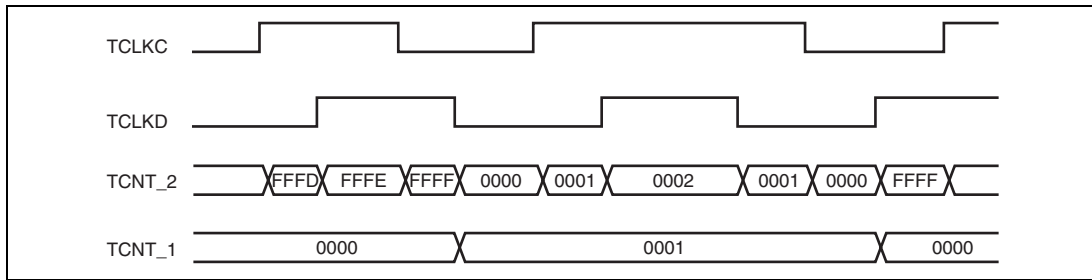 TCLKC
TCLKD
TCNT_2 FFFD FFFE FFFF 0000 0001 0002 0001 0000 FFFF
TCNT_1 0000 0001 0000